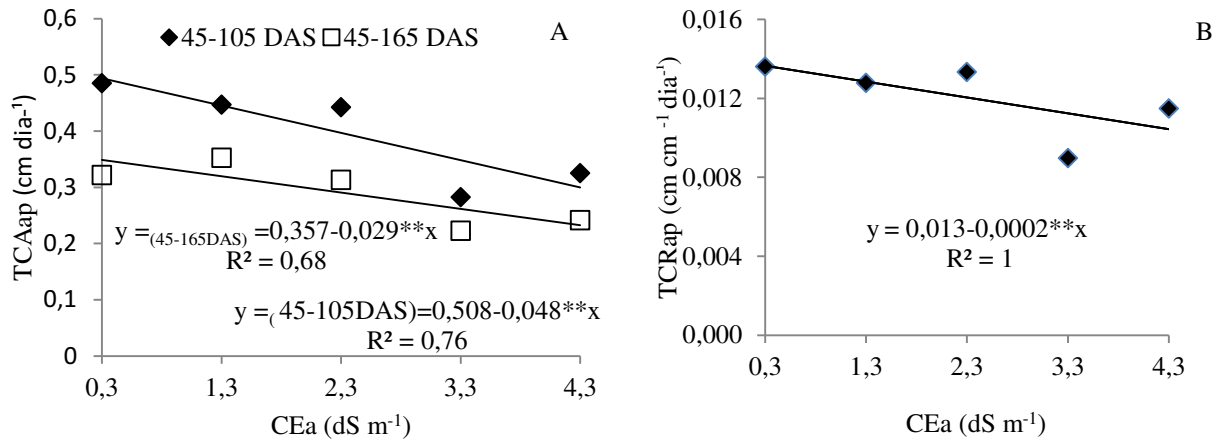 0,6
0,5
0,4
0,3
0,2
0,1
0
TCAap (cm dia-¹)
45-105 DAS 45-165 DAS
A
y =(45-165DAS) =0,357-0,029**x
R² = 0,68
y =( 45-105DAS)=0,508-0,048**x
R² = 0,76
0,3 1,3 2,3 3,3 4,3
CEa (dS m-1)
0,016
0,012
0,008
0,004
0,000
TCRap (cm cm -1 dia-1)
B
y = 0,013-0,0002**x
R² = 1
0,3 1,3 2,3 3,3 4,3
CEa (dS m-1)